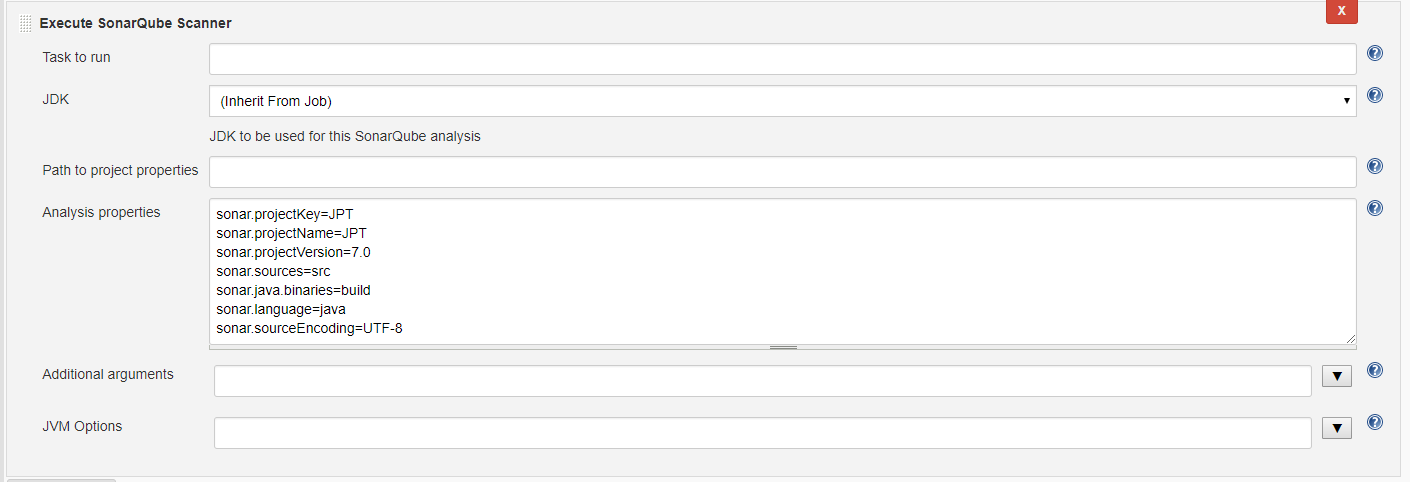 X
Execute SonarQube Scanner
Task to run
?
JDK
(Inherit From Job)
?
JDK to be used for this SonarQube analysis
Path to project properties
?
Analysis properties
sonar.projectKey=JPT
sonar.projectName=JPT
sonar.projectVersion=7.0
sonar.sources=src
sonar.java.binaries=build
sonar.language=java
sonar.sourceEncoding=UTF-8
?
Additional arguments
?
JVM Options
?